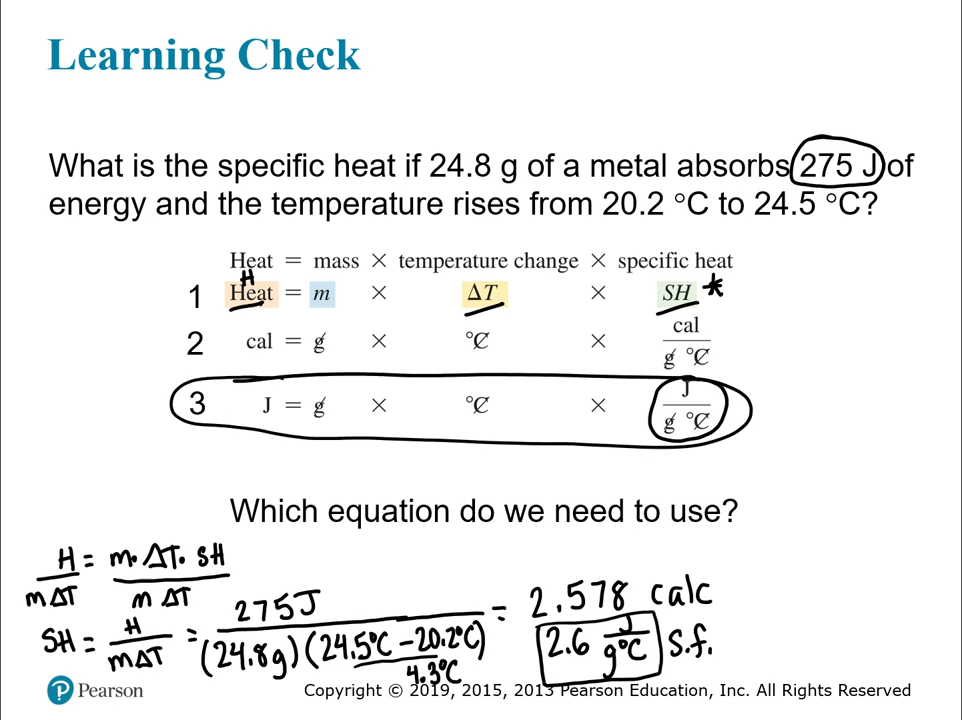 Learning Check
What is the specific heat if 24.8 g of a metal absorbs 275 J of
energy and the temperature rises from 20.2 °C to 24.5 °C?
Heat = mass × temperature change × specific heat
H
1 Heat = m × ΔT × SH *
2 cal = g × °C × cal / g °C
3 J = g × °C × J / g °C
Which equation do we need to use?
H / mΔT = m·ΔT·SH / m ΔT
SH = H / mΔT = 275J / (24.8g)(24.5°C − 20.2°C) = 2.578 calc
4.3°C
2.6 J / g°C s.f.
P Pearson
Copyright © 2019, 2015, 2013 Pearson Education, Inc. All Rights Reserved